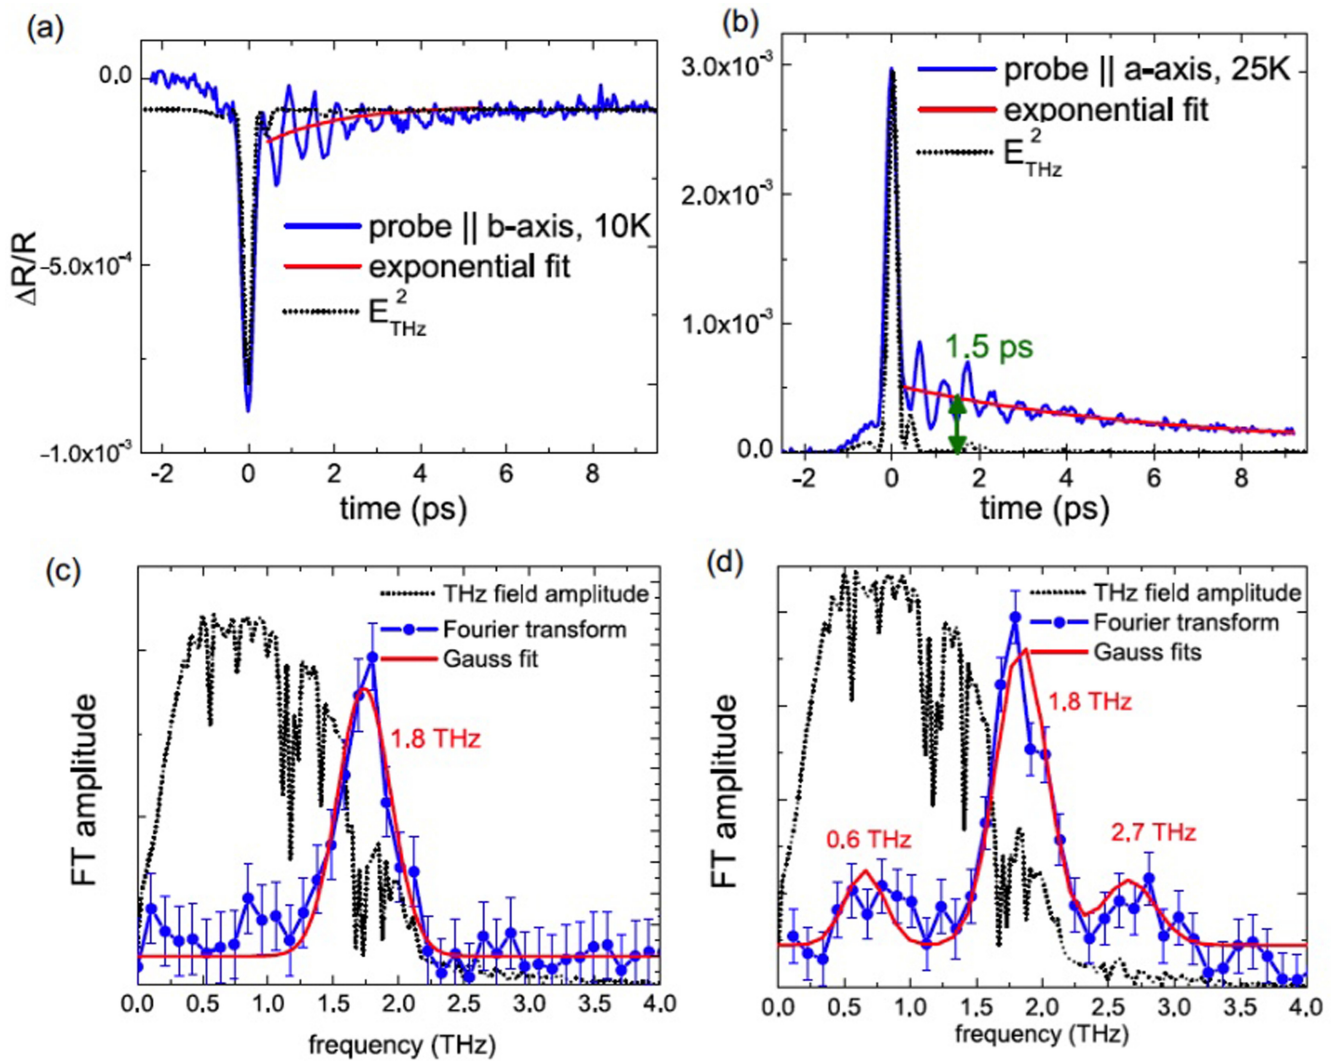 (a)
0.0
-5.0x10⁻⁴
-1.0x10⁻³
ΔR/R
probe || b-axis, 10K
exponential fit
E²THz
-2 0 2 4 6 8
time (ps)
(b)
3.0x10⁻³
2.0x10⁻³
1.0x10⁻³
0.0
probe || a-axis, 25K
exponential fit
E²THz
1.5 ps
-2 0 2 4 6 8
time (ps)
(c)
FT amplitude
THz field amplitude
Fourier transform
Gauss fit
1.8 THz
0.0 0.5 1.0 1.5 2.0 2.5 3.0 3.5 4.0
frequency (THz)
(d)
FT amplitude
THz field amplitude
Fourier transform
Gauss fits
1.8 THz
0.6 THz
2.7 THz
0.0 0.5 1.0 1.5 2.0 2.5 3.0 3.5 4.0
frequency (THz)